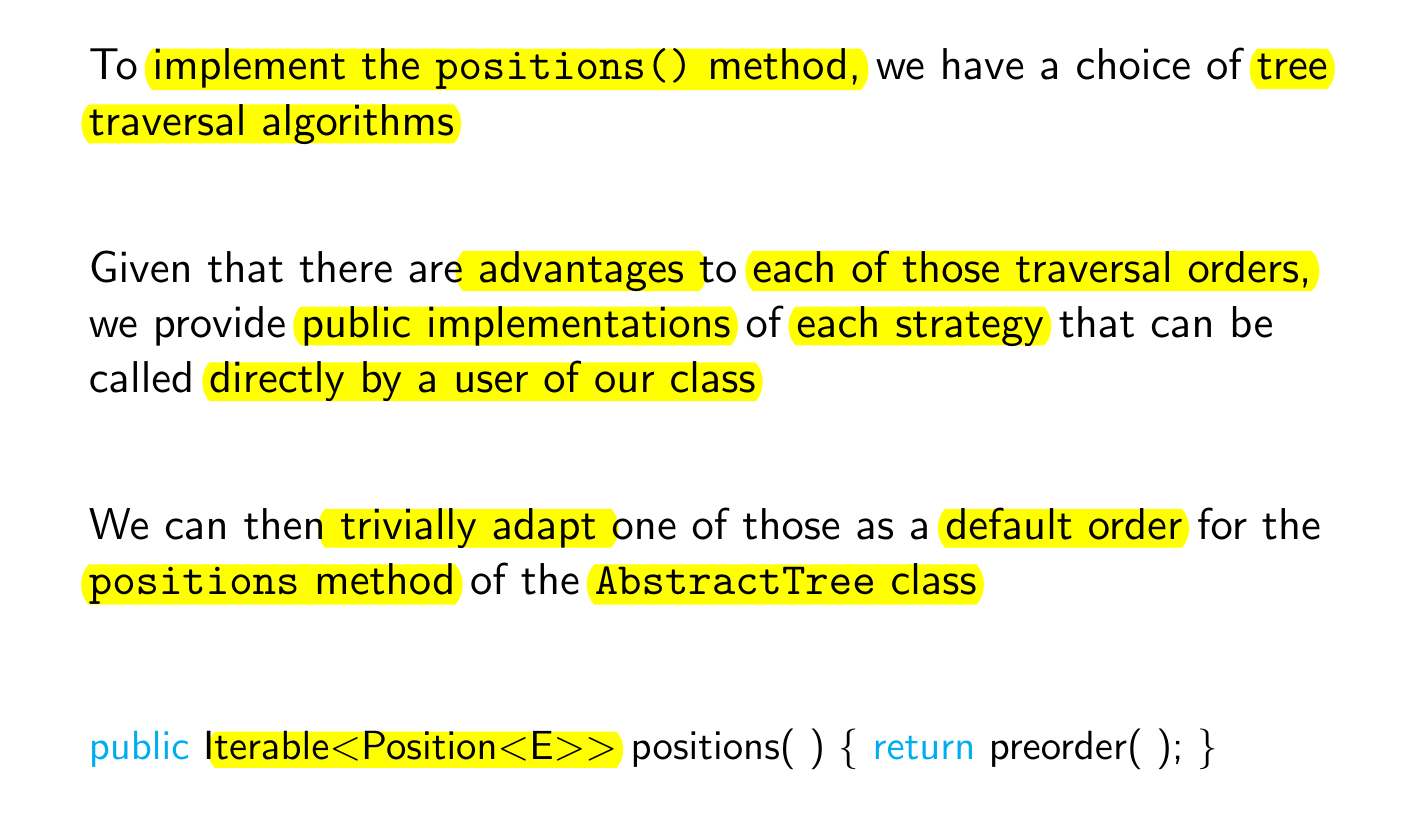 To implement the positions() method, we have a choice of tree
traversal algorithms
Given that there are advantages to each of those traversal orders,
we provide public implementations of each strategy that can be
called directly by a user of our class
We can then trivially adapt one of those as a default order for the
positions method of the AbstractTree class
public Iterable<Position<E>> positions( ) { return preorder( ); }